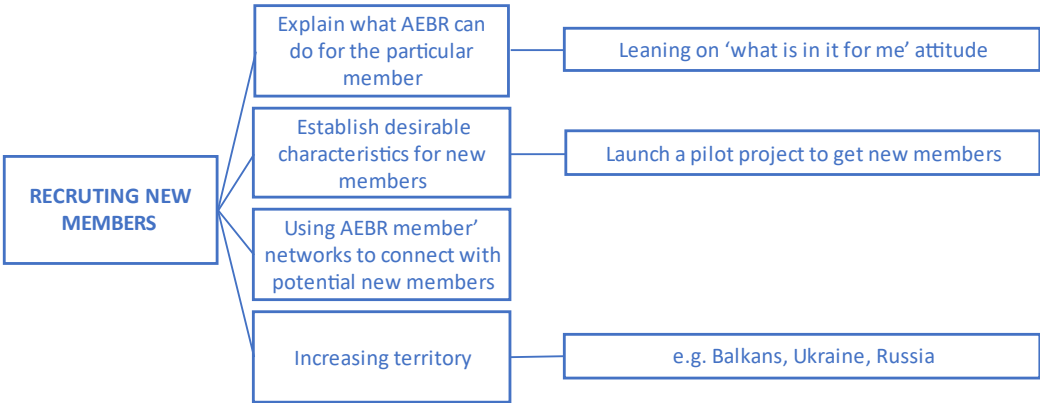 Explain what AEBR can
do for the particular
member
Leaning on ‘what is in it for me’ attitude
Establish desirable
characteristics for new
members
Launch a pilot project to get new members
RECRUTING NEW
MEMBERS
Using AEBR member’
networks to connect with
potential new members
Increasing territory
e.g. Balkans, Ukraine, Russia